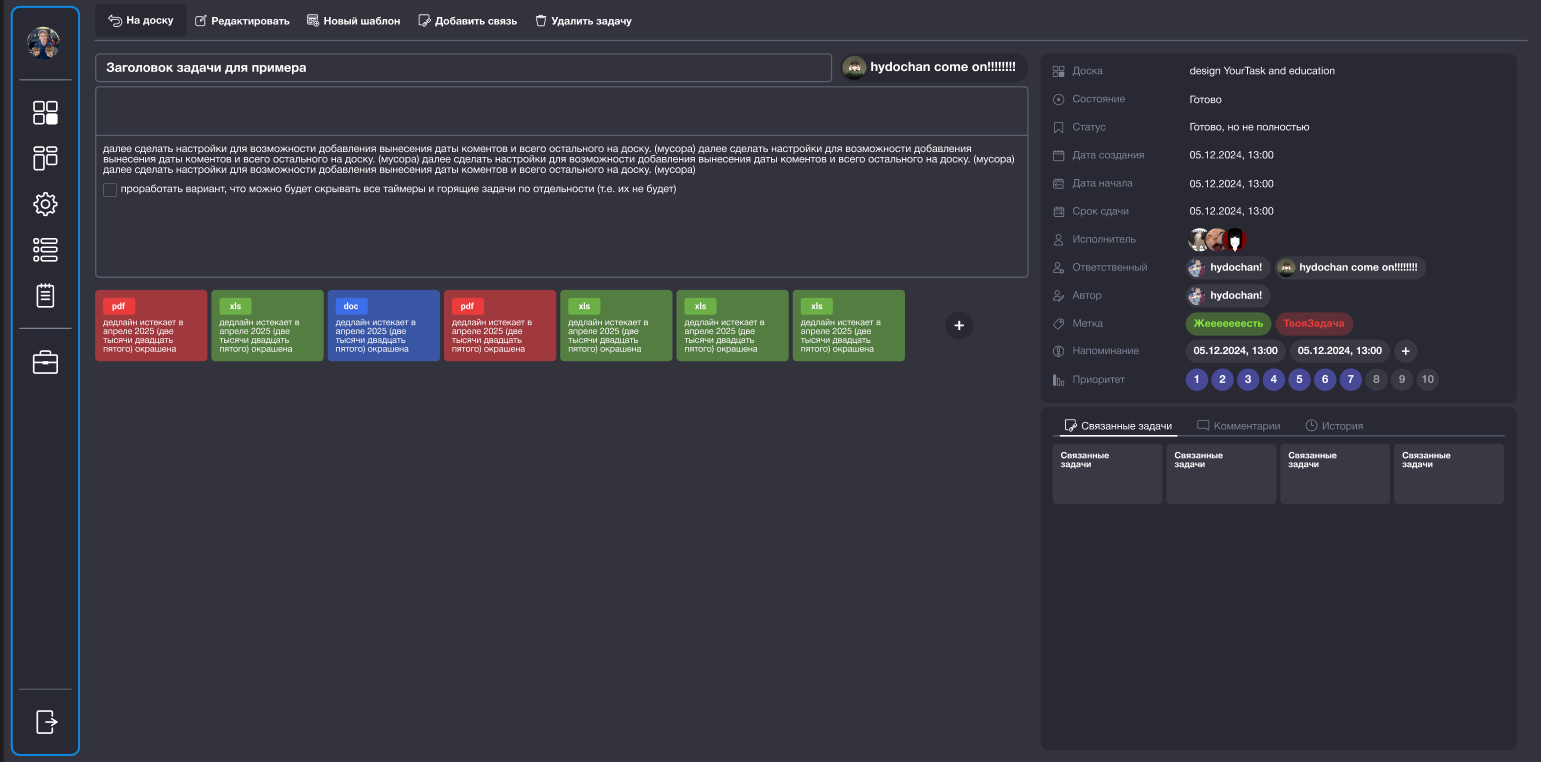 На доску
Редактировать
Новый шаблон
Добавить связь
Удалить задачу
Заголовок задачи для примера
hydochan come on!!!!!!!!
далее сделать настройки для возможности добавления вынесения даты коментов и всего остального на доску. (мусора) далее сделать настройки для возможности добавления
вынесения даты коментов и всего остального на доску. (мусора) далее сделать настройки для возможности добавления вынесения даты коментов и всего остального на доску. (мусора)
далее сделать настройки для возможности добавления вынесения даты коментов и всего остального на доску. (мусора)
проработать вариант, что можно будет скрывать все таймеры и горящие задачи по отдельности (т.е. их не будет)
pdf
дедлайн истекает в
апреле 2025 (две
тысячи двадцать
пятого) окрашена
xls
дедлайн истекает в
апреле 2025 (две
тысячи двадцать
пятого) окрашена
doc
дедлайн истекает в
апреле 2025 (две
тысячи двадцать
пятого) окрашена
pdf
дедлайн истекает в
апреле 2025 (две
тысячи двадцать
пятого) окрашена
xls
дедлайн истекает в
апреле 2025 (две
тысячи двадцать
пятого) окрашена
xls
дедлайн истекает в
апреле 2025 (две
тысячи двадцать
пятого) окрашена
xls
дедлайн истекает в
апреле 2025 (две
тысячи двадцать
пятого) окрашена
+
Доска design YourTask and education
Состояние Готово
Статус Готово, но не полностью
Дата создания 05.12.2024, 13:00
Дата начала 05.12.2024, 13:00
Срок сдачи 05.12.2024, 13:00
Исполнитель
Ответственный hydochan! hydochan come on!!!!!!!!
Автор hydochan!
Метка Жеееееееесть ТвояЗадача
Напоминание 05.12.2024, 13:00 05.12.2024, 13:00 +
Приоритет 1 2 3 4 5 6 7 8 9 10
Связанные задачи
Комментарии
История
Связанные
задачи
Связанные
задачи
Связанные
задачи
Связанные
задачи